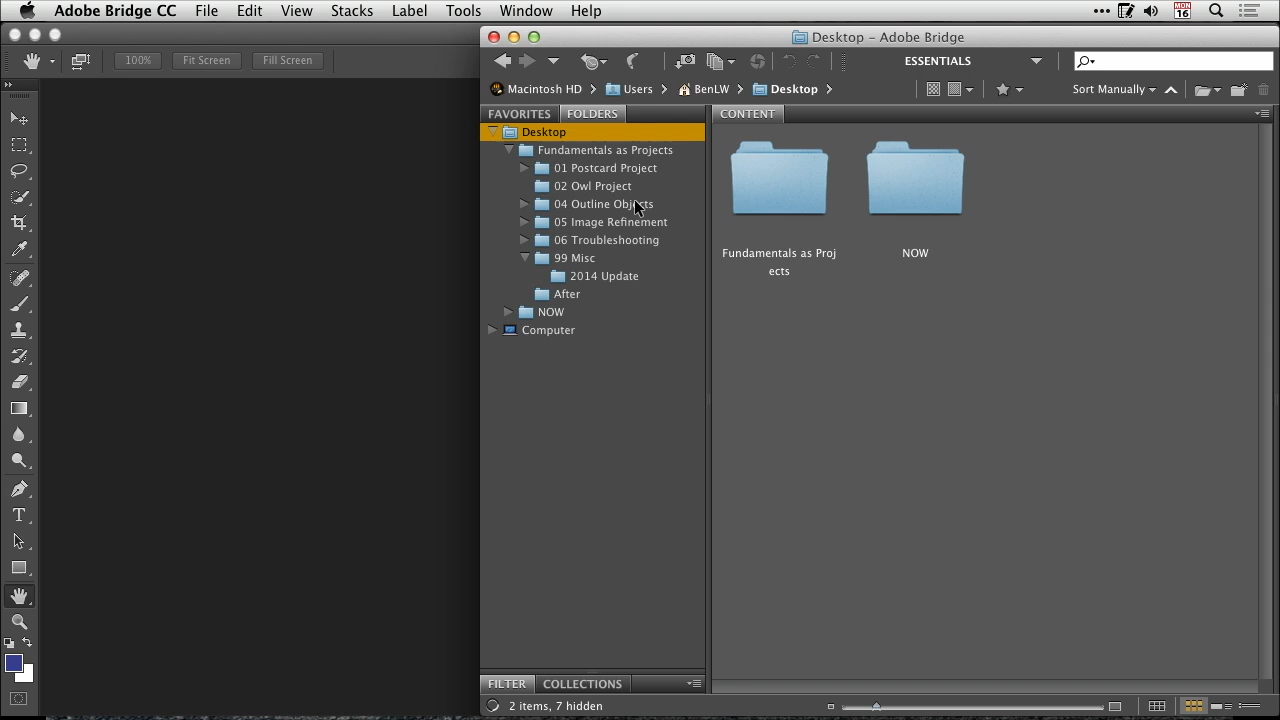 Adobe Bridge CC File Edit View Stacks Label Tools Window Help
MON
16
Desktop – Adobe Bridge
100% Fit Screen Fill Screen
ESSENTIALS
Macintosh HD Users BenLW Desktop
Sort Manually
FAVORITES FOLDERS
CONTENT
Desktop
Fundamentals as Projects
01 Postcard Project
02 Owl Project
04 Outline Objects
05 Image Refinement
06 Troubleshooting
99 Misc
2014 Update
After
NOW
Computer
Fundamentals as Proj
ects
NOW
FILTER COLLECTIONS
2 items, 7 hidden